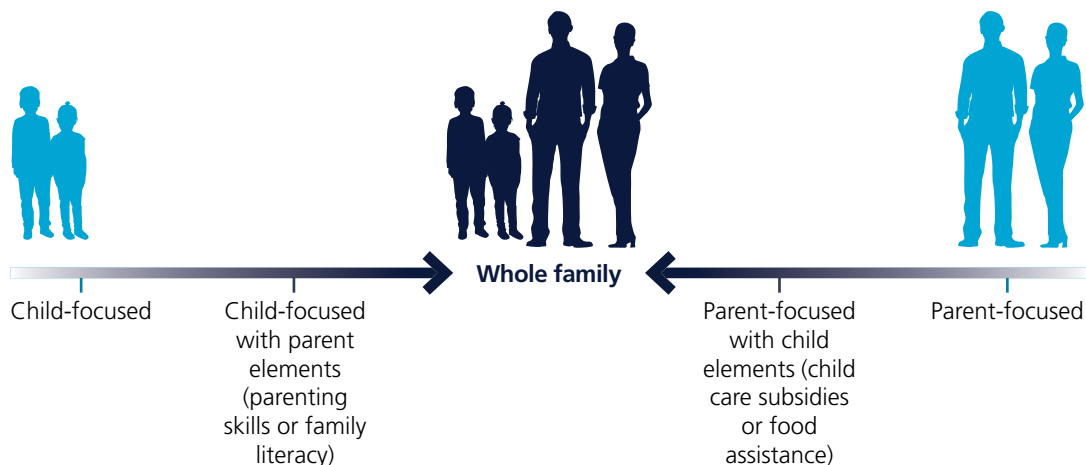 Whole family
Child-focused
Child-focused
with parent
elements
(parenting
skills or family
literacy)
Parent-focused
with child
elements (child
care subsidies
or food
assistance)
Parent-focused